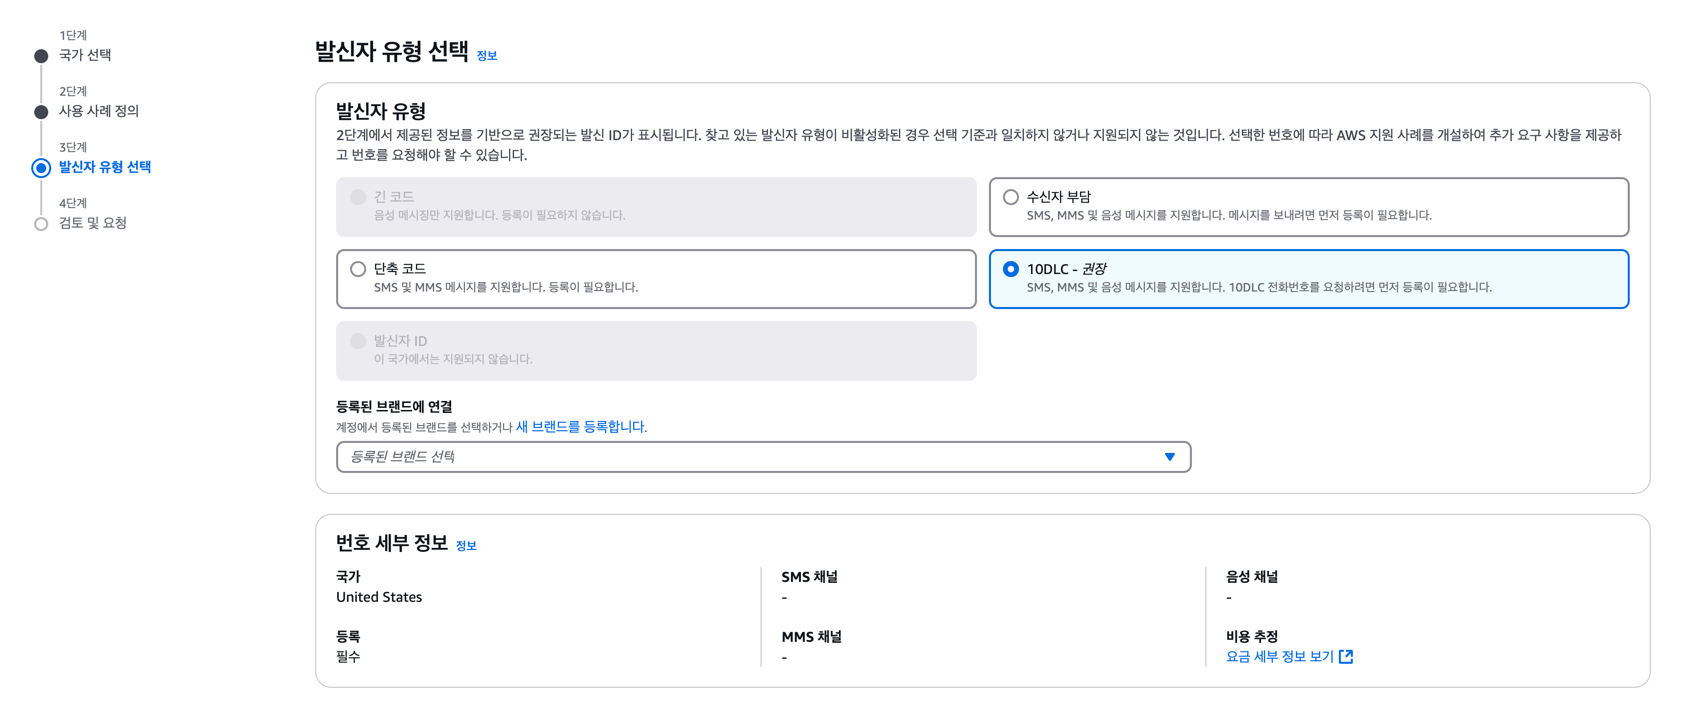 1단계
국가 선택
2단계
사용 사례 정의
3단계
발신자 유형 선택
4단계
검토 및 요청
발신자 유형 선택 정보
발신자 유형
2단계에서 제공된 정보를 기반으로 권장되는 발신 ID가 표시됩니다. 찾고 있는 발신자 유형이 비활성화된 경우 선택 기준과 일치하지 않거나 지원되지 않는 것입니다. 선택한 번호에 따라 AWS 지원 사례를 개설하여 추가 요구 사항을 제공하
고 번호를 요청해야 할 수 있습니다.
긴 코드
음성 메시징만 지원합니다. 등록이 필요하지 않습니다.
수신자 부담
SMS, MMS 및 음성 메시지를 지원합니다. 메시지를 보내려면 먼저 등록이 필요합니다.
단축 코드
SMS 및 MMS 메시지를 지원합니다. 등록이 필요합니다.
10DLC - 권장
SMS, MMS 및 음성 메시지를 지원합니다. 10DLC 전화번호를 요청하려면 먼저 등록이 필요합니다.
발신자 ID
이 국가에서는 지원되지 않습니다.
등록된 브랜드에 연결
계정에서 등록된 브랜드를 선택하거나 새 브랜드를 등록합니다.
등록된 브랜드 선택
번호 세부 정보 정보
국가
United States
등록
필수
SMS 채널
-
MMS 채널
-
음성 채널
-
비용 추정
요금 세부 정보 보기